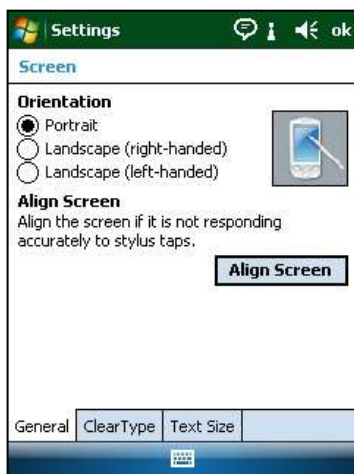 Settings ok
Screen
Orientation
Portrait
Landscape (right-handed)
Landscape (left-handed)
Align Screen
Align the screen if it is not responding
accurately to stylus taps.
Align Screen
General ClearType Text Size